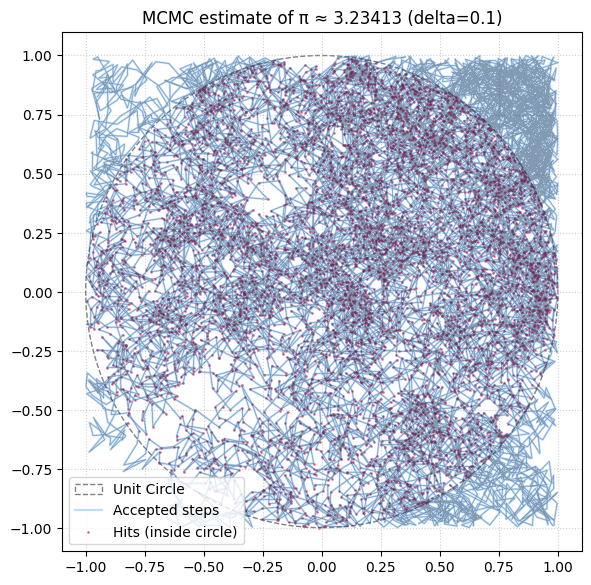 MCMC estimate of π ≈ 3.23413 (delta=0.1)
1.00
0.75
0.50
0.25
0.00
−0.25
−0.50
−0.75
−1.00
Unit Circle
Accepted steps
Hits (inside circle)
−1.00 −0.75 −0.50 −0.25 0.00 0.25 0.50 0.75 1.00